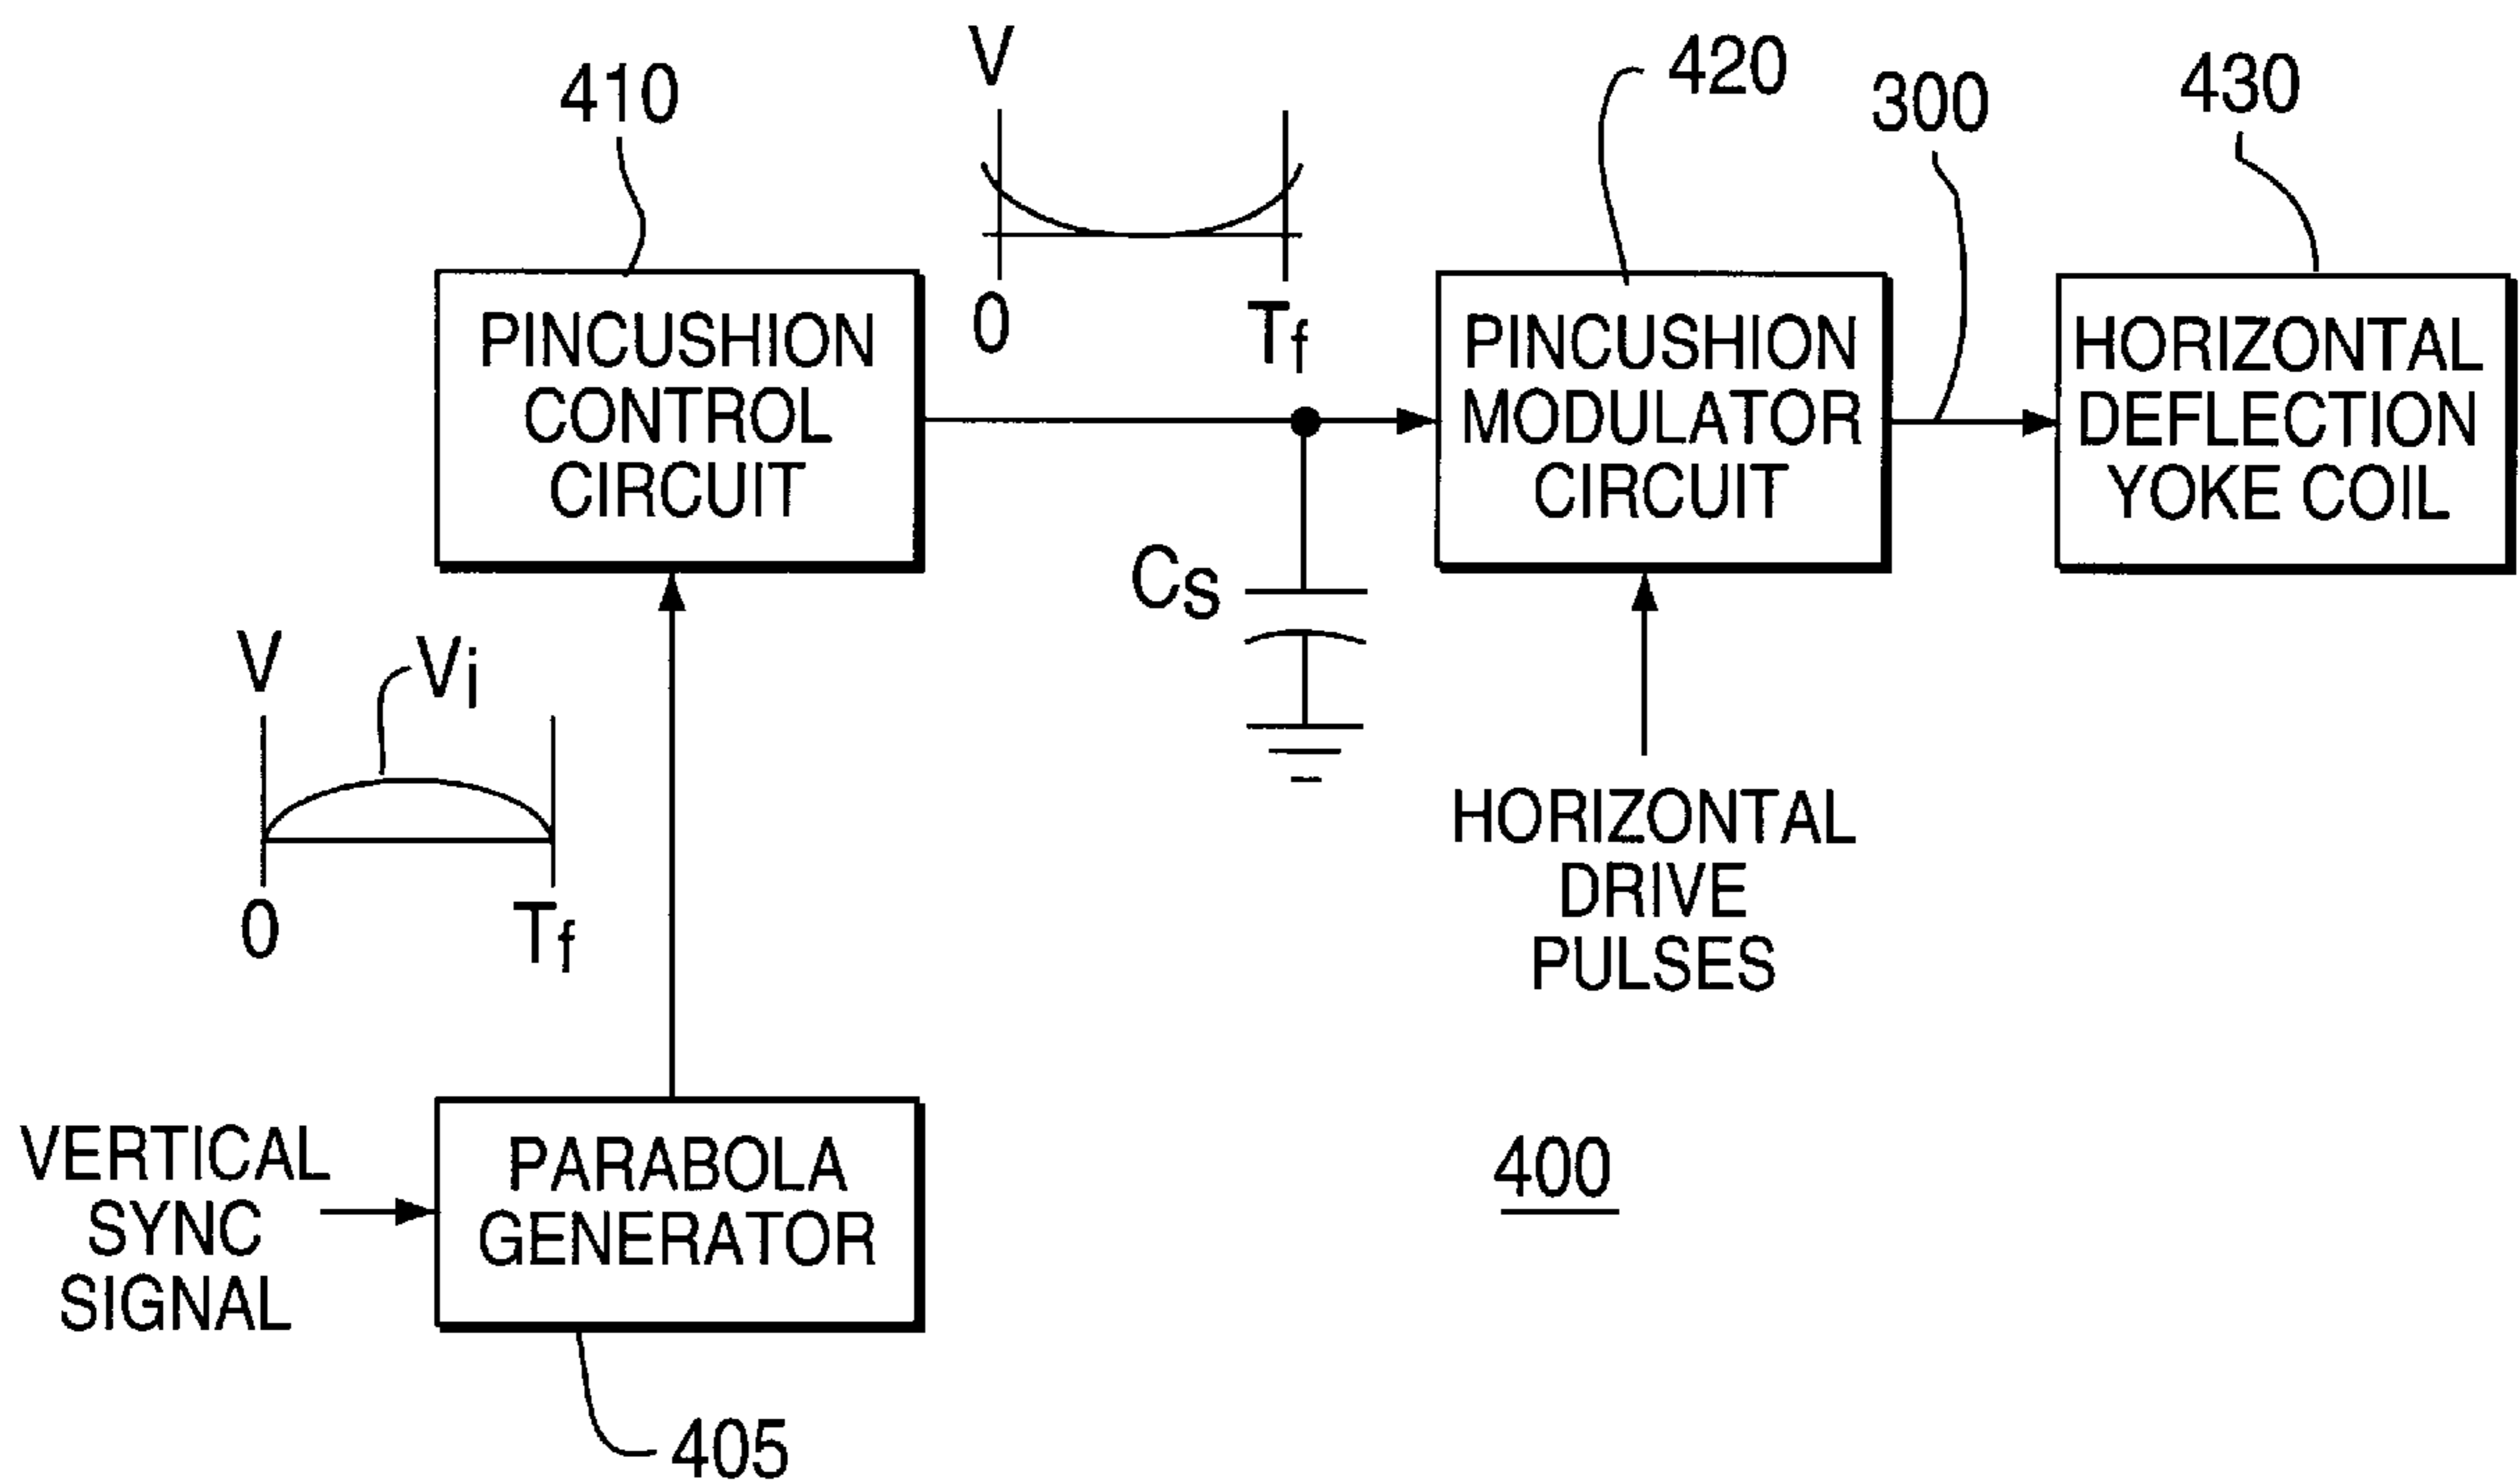 410
V
0
Tf
420
300
430
PINCUSHION
CONTROL
CIRCUIT
PINCUSHION
MODULATOR
CIRCUIT
HORIZONTAL
DEFLECTION
YOKE COIL
CS
V
Vi
0
Tf
HORIZONTAL
DRIVE
PULSES
VERTICAL
SYNC
SIGNAL
PARABOLA
GENERATOR
400
405